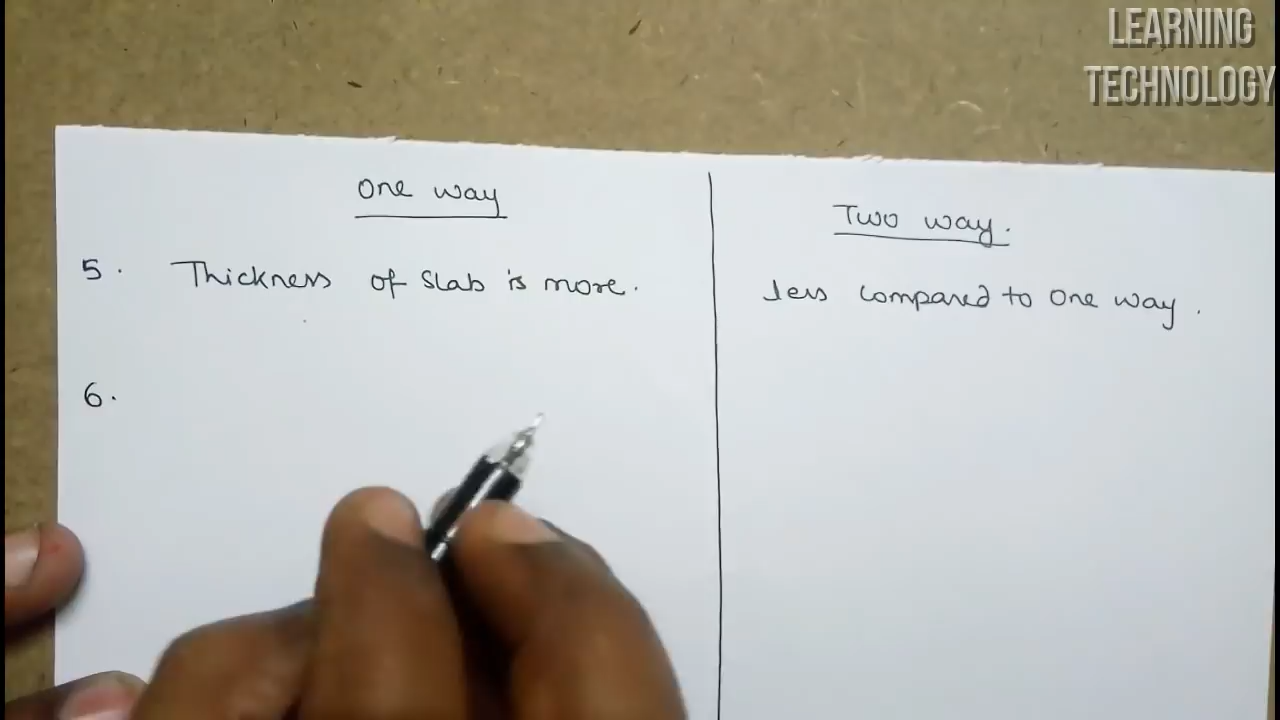 LEARNING
TECHNOLOGY
One way
Two way.
5. Thickness of slab is more.
less compared to one way.
6.